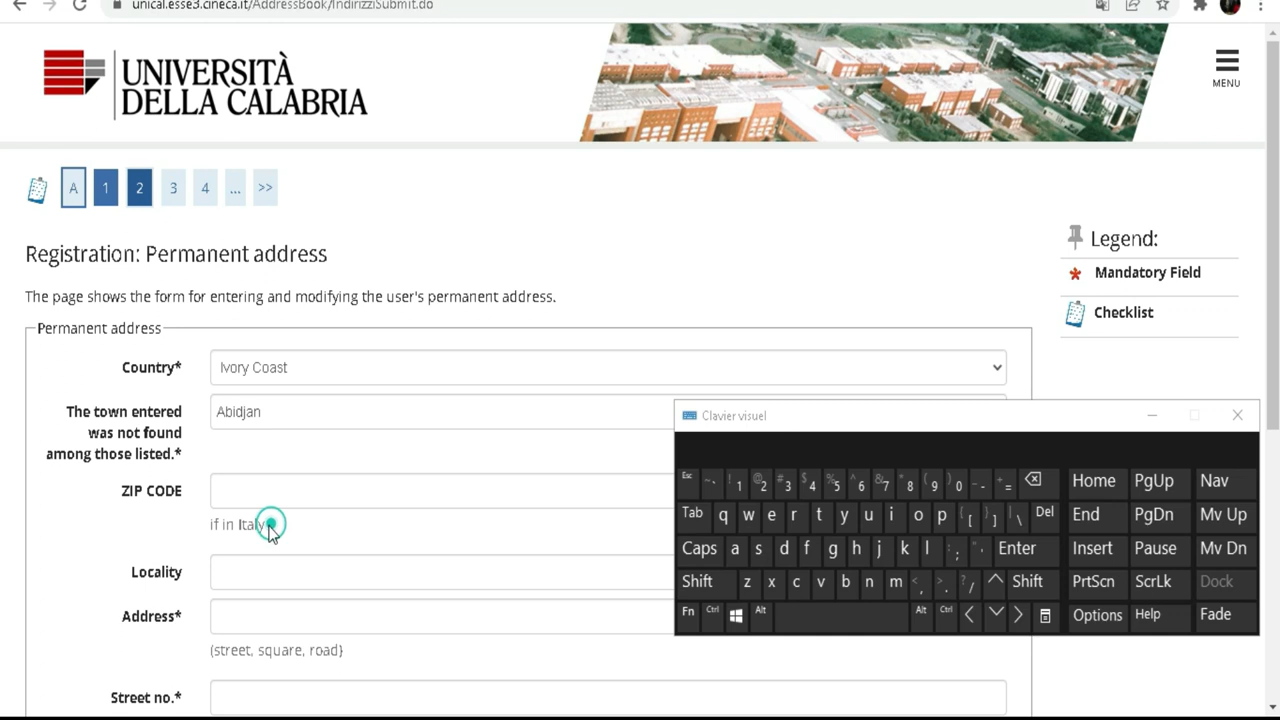 unical.esse3.cineca.it/AddressBook/IndirizziSubmit.do
UNIVERSITÀ
DELLA CALABRIA
MENU
A 1 2 3 4 ... >>
Registration: Permanent address
The page shows the form for entering and modifying the user's permanent address.
Legend:
* Mandatory Field
Checklist
Permanent address
Country* Ivory Coast
The town entered
was not found
among those listed.*
Abidjan
ZIP CODE
if in Italy
Locality
Address*
(street, square, road}
Street no.*
Clavier visuel
Esc ~` !1 @2 #3 $4 %5 ^6 &7 *8 (9 )0 _- += Home PgUp Nav
Tab q w e r t y u i o p {[ }] |\ Del End PgDn Mv Up
Caps a s d f g h j k l :; "' Enter Insert Pause Mv Dn
Shift z x c v b n m <, >. ?/ Shift PrtScn ScrLk Dock
Fn Ctrl Alt Alt Ctrl Options Help Fade